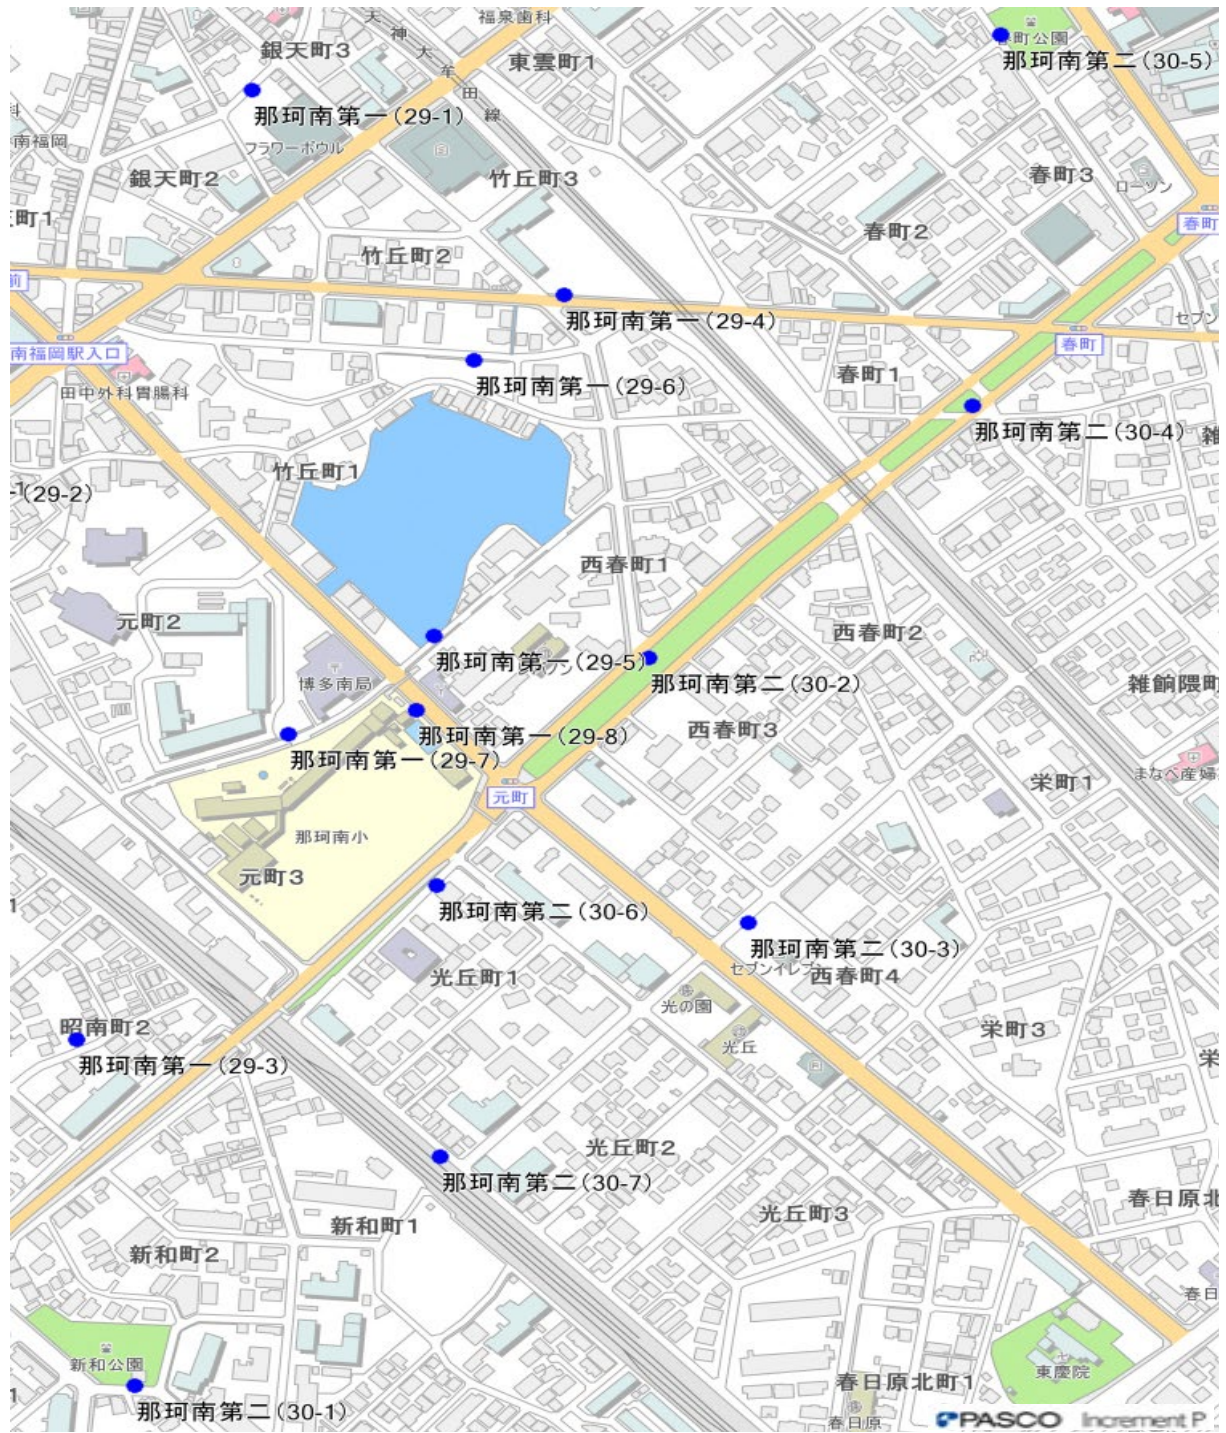 天神大牟田線
福泉歯科
銀天町3
東雲町1
春町公園
那珂南第二(30-5)
那珂南第一(29-1)
南福岡
フラワーボウル
銀天町2
竹丘町3
春町3
ローソン
町1
春町2
春町
竹丘町2
前
那珂南第一(29-4)
セブン
南福岡駅入口
春町
那珂南第一(29-6)
春町1
田中外科胃腸科
那珂南第二(30-4)
雑
竹丘町1
(29-2)
西春町1
元町2
西春町2
那珂南第一(29-5)
博多南局
那珂南第二(30-2)
雑餉隈町
西春町3
那珂南第一(29-8)
那珂南第一(29-7)
まなべ産婦
栄町1
元町
那珂南小
元町3
那珂南第二(30-6)
1
那珂南第二(30-3)
セブンイレブン
光丘町1
西春町4
光の園
昭南町2
栄町3
光丘
栄
那珂南第一(29-3)
光丘町2
那珂南第二(30-7)
春日原北
光丘町3
新和町1
新和町2
春日
新和公園
東慶院
春日原北町1
1
那珂南第二(30-1)
春日原
PASCO Increment P